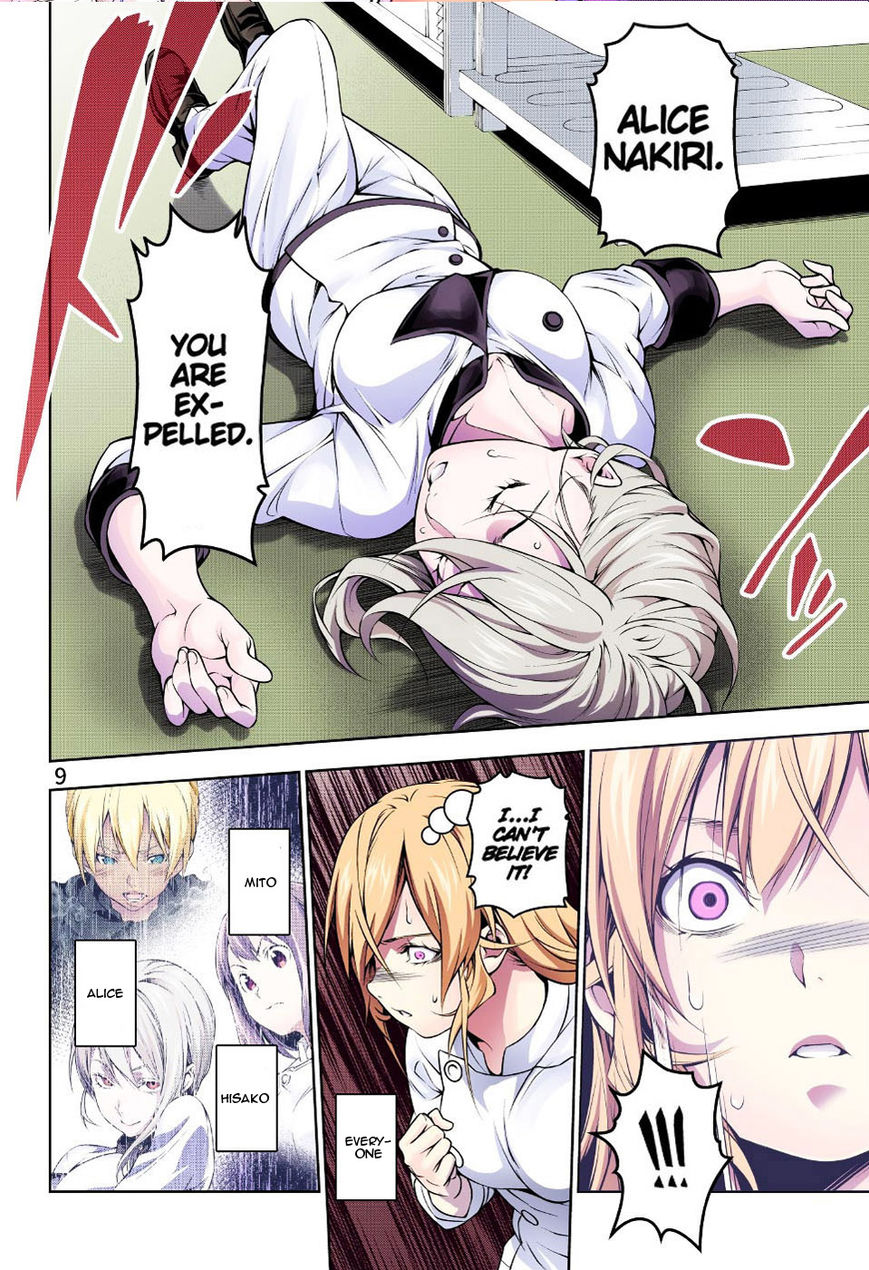 ALICE
NAKIRI.
YOU
ARE
EX-
PELLED.
9
!!!
I...I
CAN'T
BELIEVE
IT!
EVERY-
ONE
MITO
ALICE
HISAKO